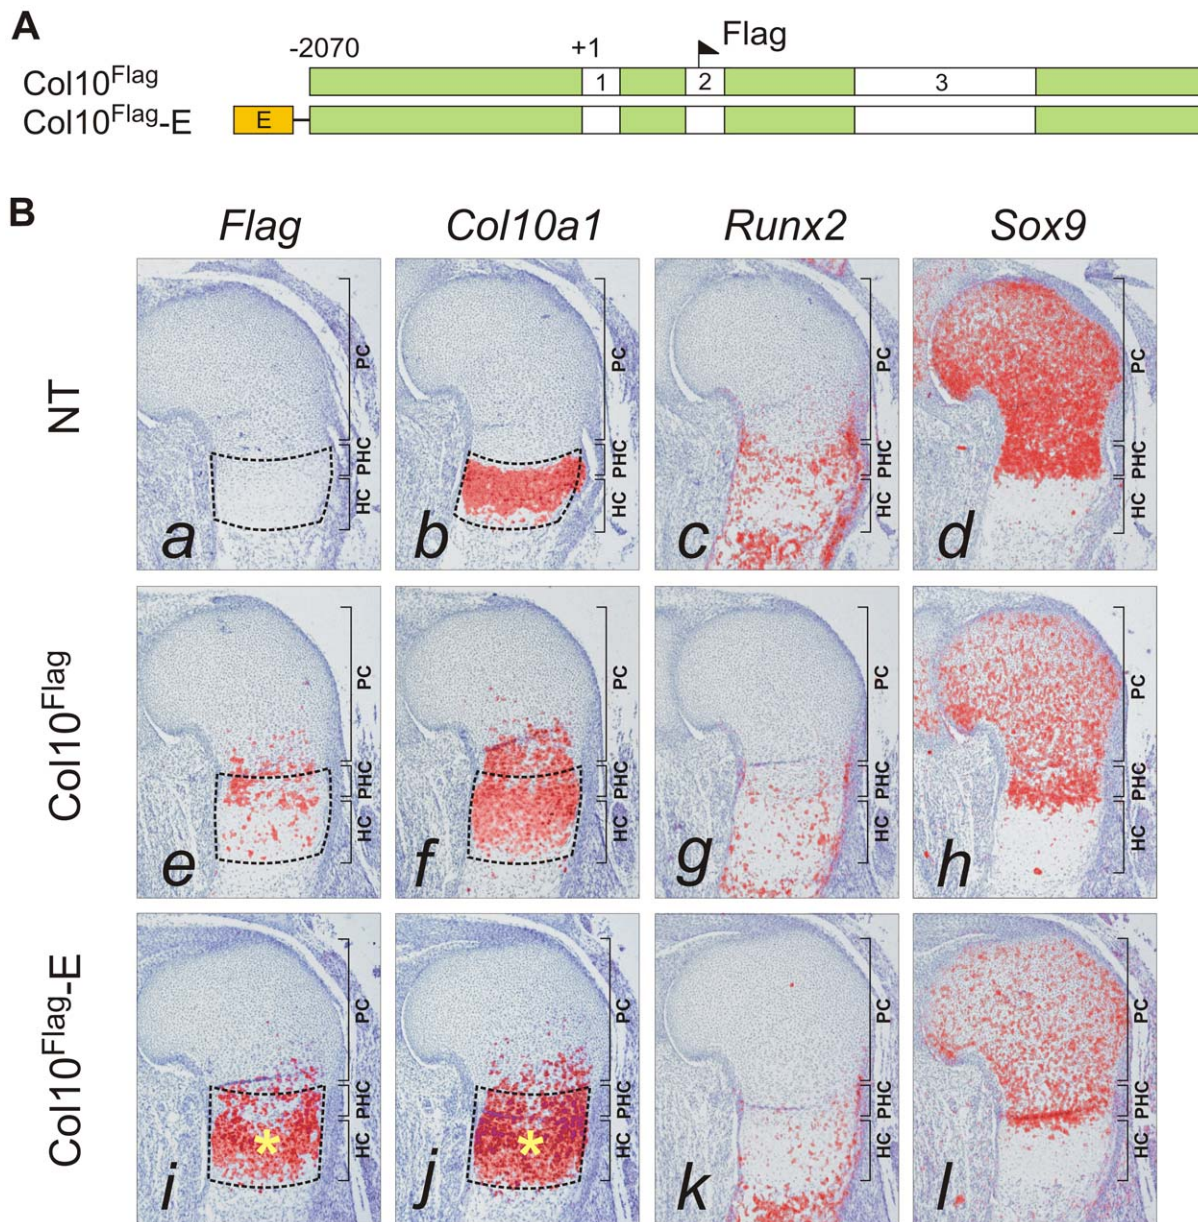 A
-2070 +1 Flag
Col10Flag 1 2 3
Col10Flag-E E
B
Flag Col10a1 Runx2 Sox9
NT
PC PHC HC
PC PHC HC
PC PHC HC
PC PHC HC
a b c d
Col10Flag
PC PHC HC
PC PHC HC
PC PHC HC
PC PHC HC
e f g h
Col10Flag-E
PC PHC HC
PC PHC HC
PC PHC HC
PC PHC HC
* *
i j k l